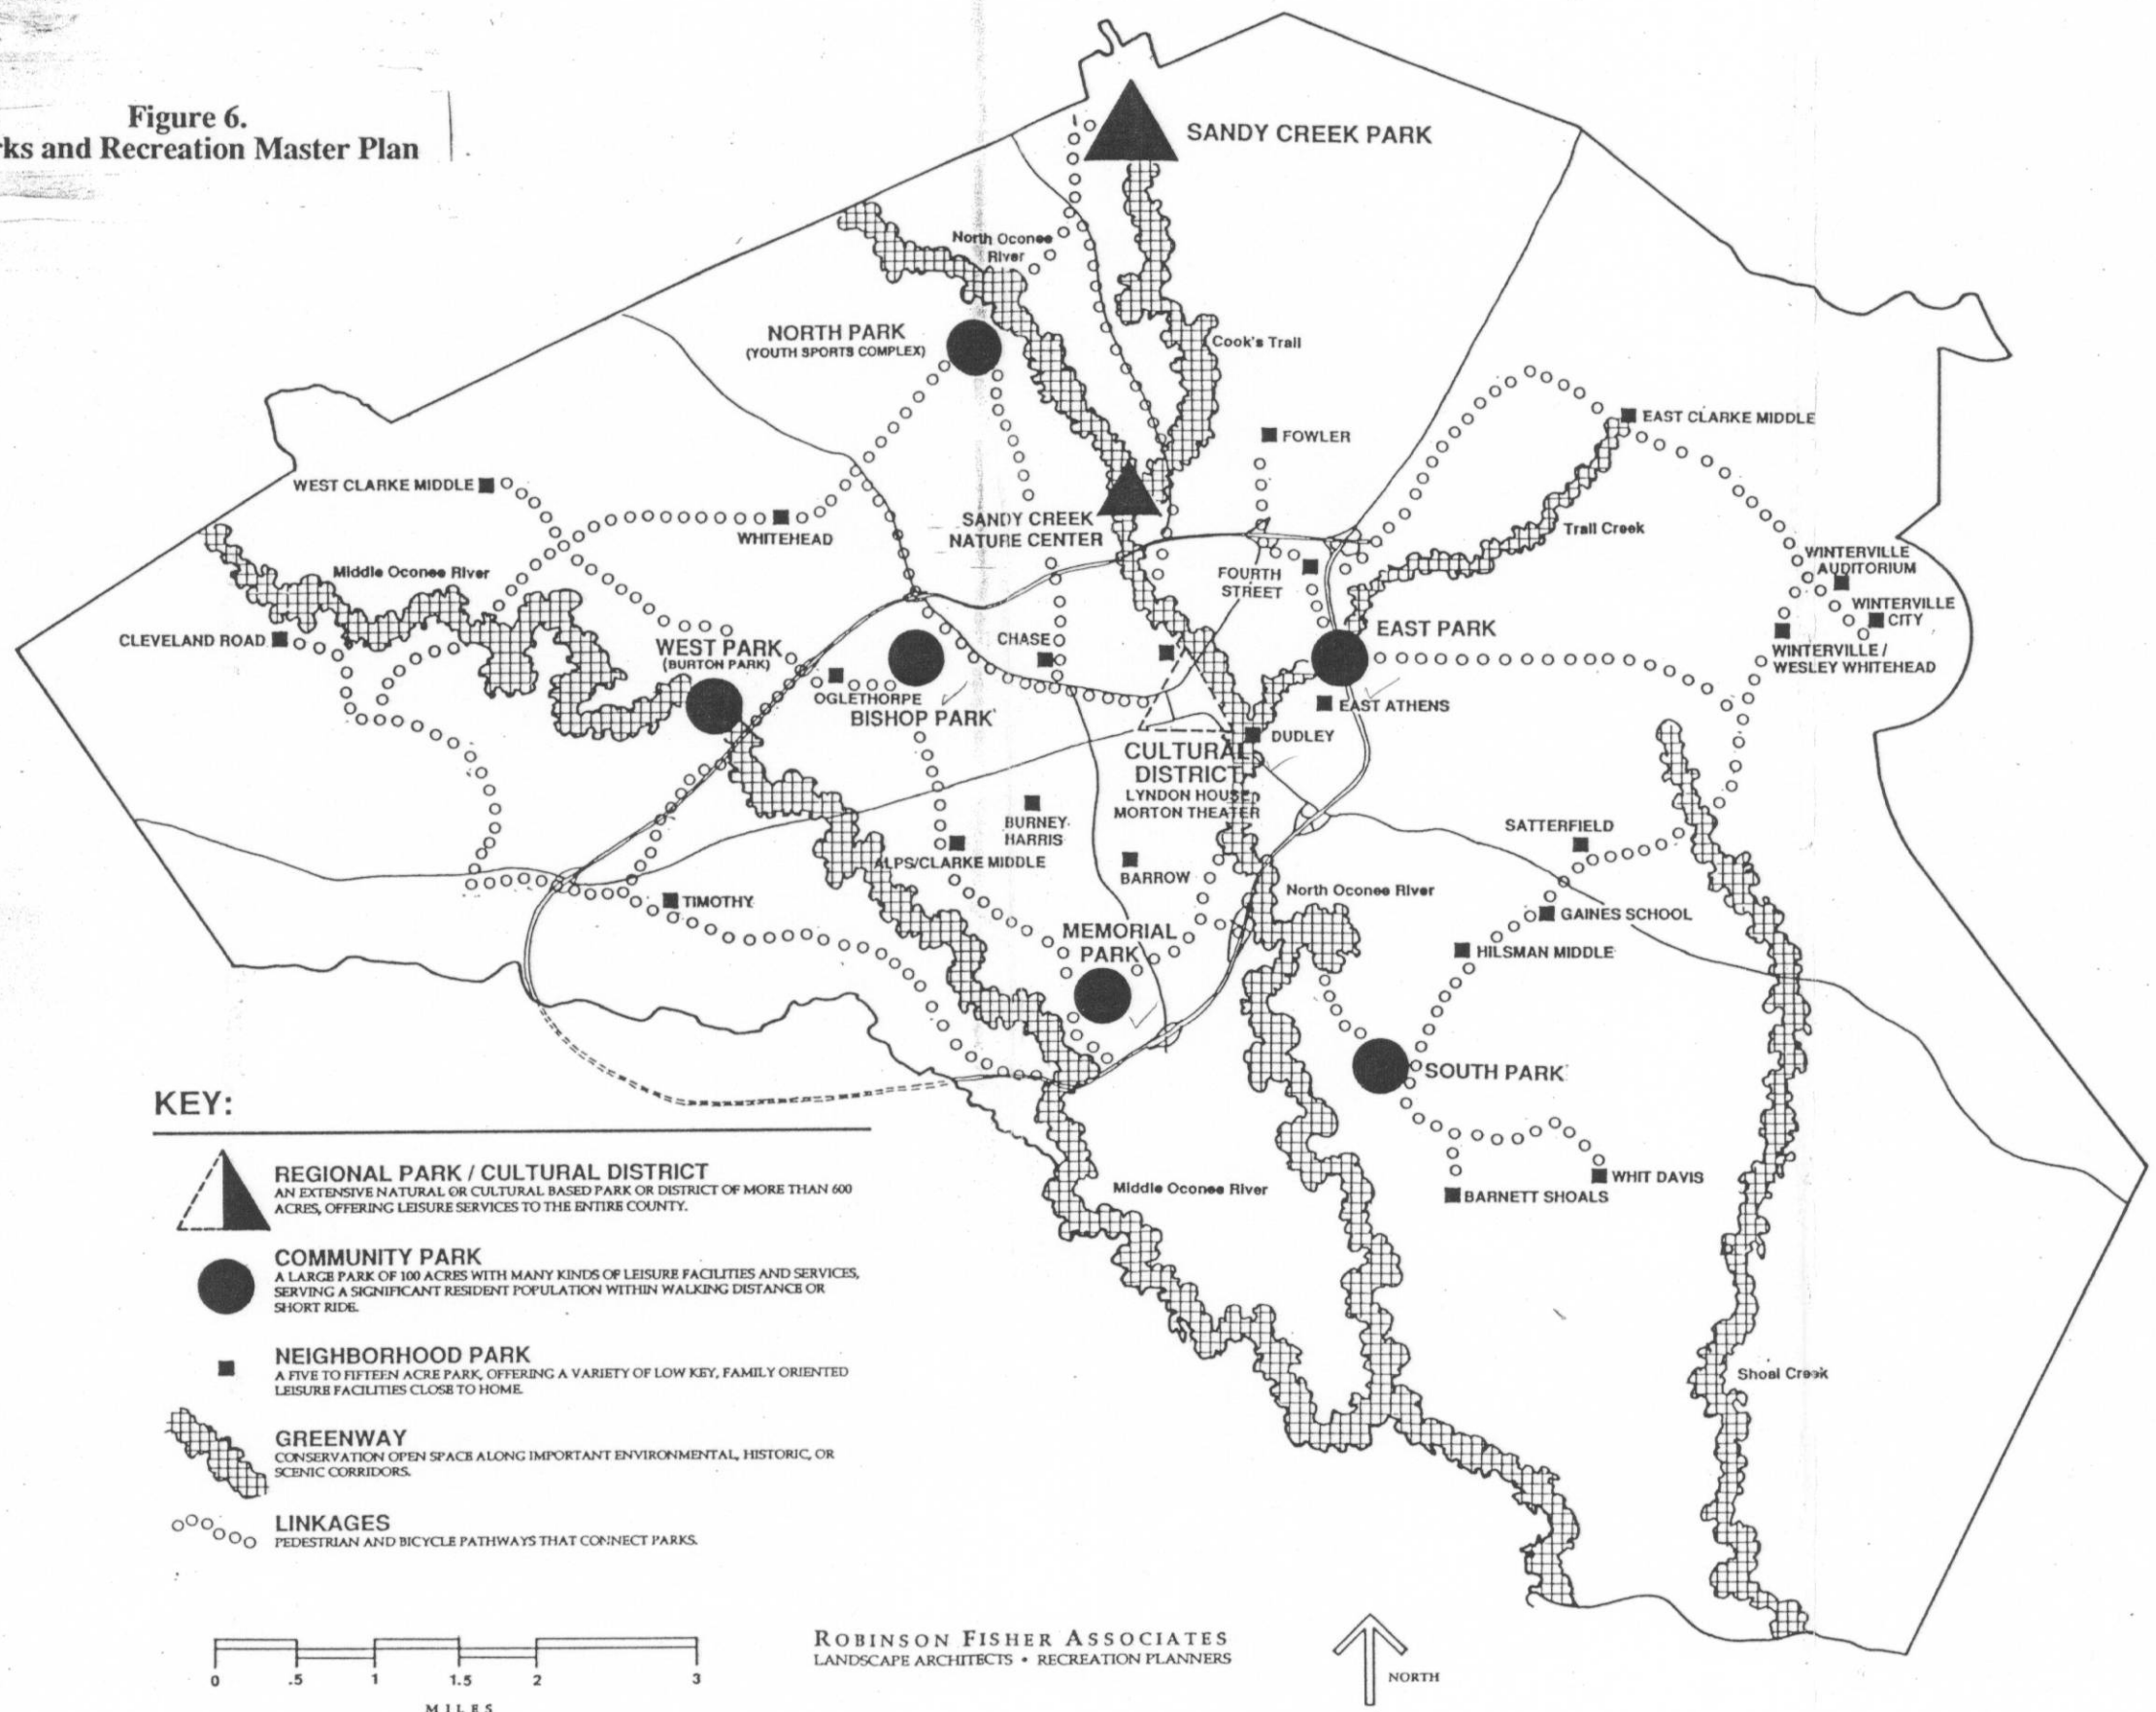 Figure 6.
rks and Recreation Master Plan
SANDY CREEK PARK
North Oconee
River
NORTH PARK
(YOUTH SPORTS COMPLEX)
Cook's Trail
FOWLER
EAST CLARKE MIDDLE
WEST CLARKE MIDDLE
WHITEHEAD
SANDY CREEK
NATURE CENTER
Trail Creek
Middle Oconee River
FOURTH
STREET
WINTERVILLE
AUDITORIUM
WINTERVILLE
CITY
CLEVELAND ROAD
WEST PARK
(BURTON PARK)
CHASE
EAST PARK
WINTERVILLE /
WESLEY WHITEHEAD
OGLETHORPE
BISHOP PARK
EAST ATHENS
DUDLEY
CULTURAL
DISTRICT
LYNDON HOUSE
MORTON THEATER
BURNEY-
HARRIS
ALPS/CLARKE MIDDLE
BARROW
SATTERFIELD
TIMOTHY
North Oconee River
GAINES SCHOOL
MEMORIAL
PARK
HILSMAN MIDDLE
SOUTH PARK
WHIT DAVIS
BARNETT SHOALS
Middle Oconee River
Shoal Creek
KEY:
REGIONAL PARK / CULTURAL DISTRICT
AN EXTENSIVE NATURAL OR CULTURAL BASED PARK OR DISTRICT OF MORE THAN 600
ACRES, OFFERING LEISURE SERVICES TO THE ENTIRE COUNTY.
COMMUNITY PARK
A LARGE PARK OF 100 ACRES WITH MANY KINDS OF LEISURE FACILITIES AND SERVICES,
SERVING A SIGNIFICANT RESIDENT POPULATION WITHIN WALKING DISTANCE OR
SHORT RIDE.
NEIGHBORHOOD PARK
A FIVE TO FIFTEEN ACRE PARK, OFFERING A VARIETY OF LOW KEY, FAMILY ORIENTED
LEISURE FACILITIES CLOSE TO HOME.
GREENWAY
CONSERVATION OPEN SPACE ALONG IMPORTANT ENVIRONMENTAL, HISTORIC, OR
SCENIC CORRIDORS.
LINKAGES
PEDESTRIAN AND BICYCLE PATHWAYS THAT CONNECT PARKS.
0 .5 1 1.5 2 3
MILES
ROBINSON FISHER ASSOCIATES
LANDSCAPE ARCHITECTS • RECREATION PLANNERS
NORTH